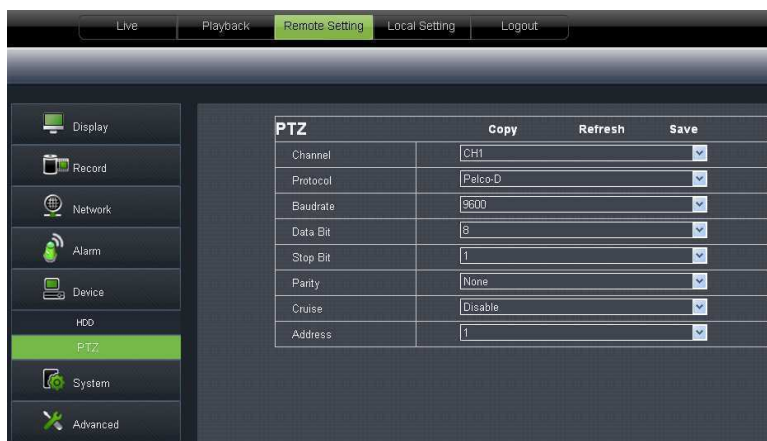 Live Playback Remote Setting Local Setting Logout
Display
Record
Network
Alarm
Device
HDD
PTZ
System
Advanced
PTZ Copy Refresh Save
Channel CH1
Protocol Pelco-D
Baudrate 9600
Data Bit 8
Stop Bit 1
Parity None
Cruise Disable
Address 1